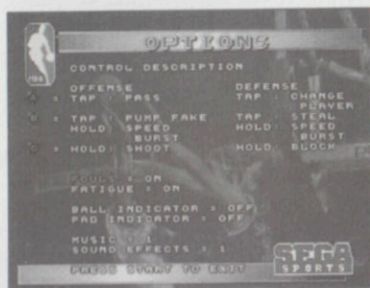 OPTIONS
CONTROL DESCRIPTION
OFFENSE DEFENSE
= TAP : PASS TAP : CHANGE
PLAYER
= TAP : PUMP FAKE TAP : STEAL
HOLD: SPEED HOLD: SPEED
BURST BURST
= HOLD: SHOOT HOLD: BLOCK
FOULS = ON
FATIGUE = ON
BALL INDICATOR = OFF
PAD INDICATOR = OFF
MUSIC = 1
SOUND EFFECTS = 1
PRESS START TO EXIT
SEGA
SPORTS